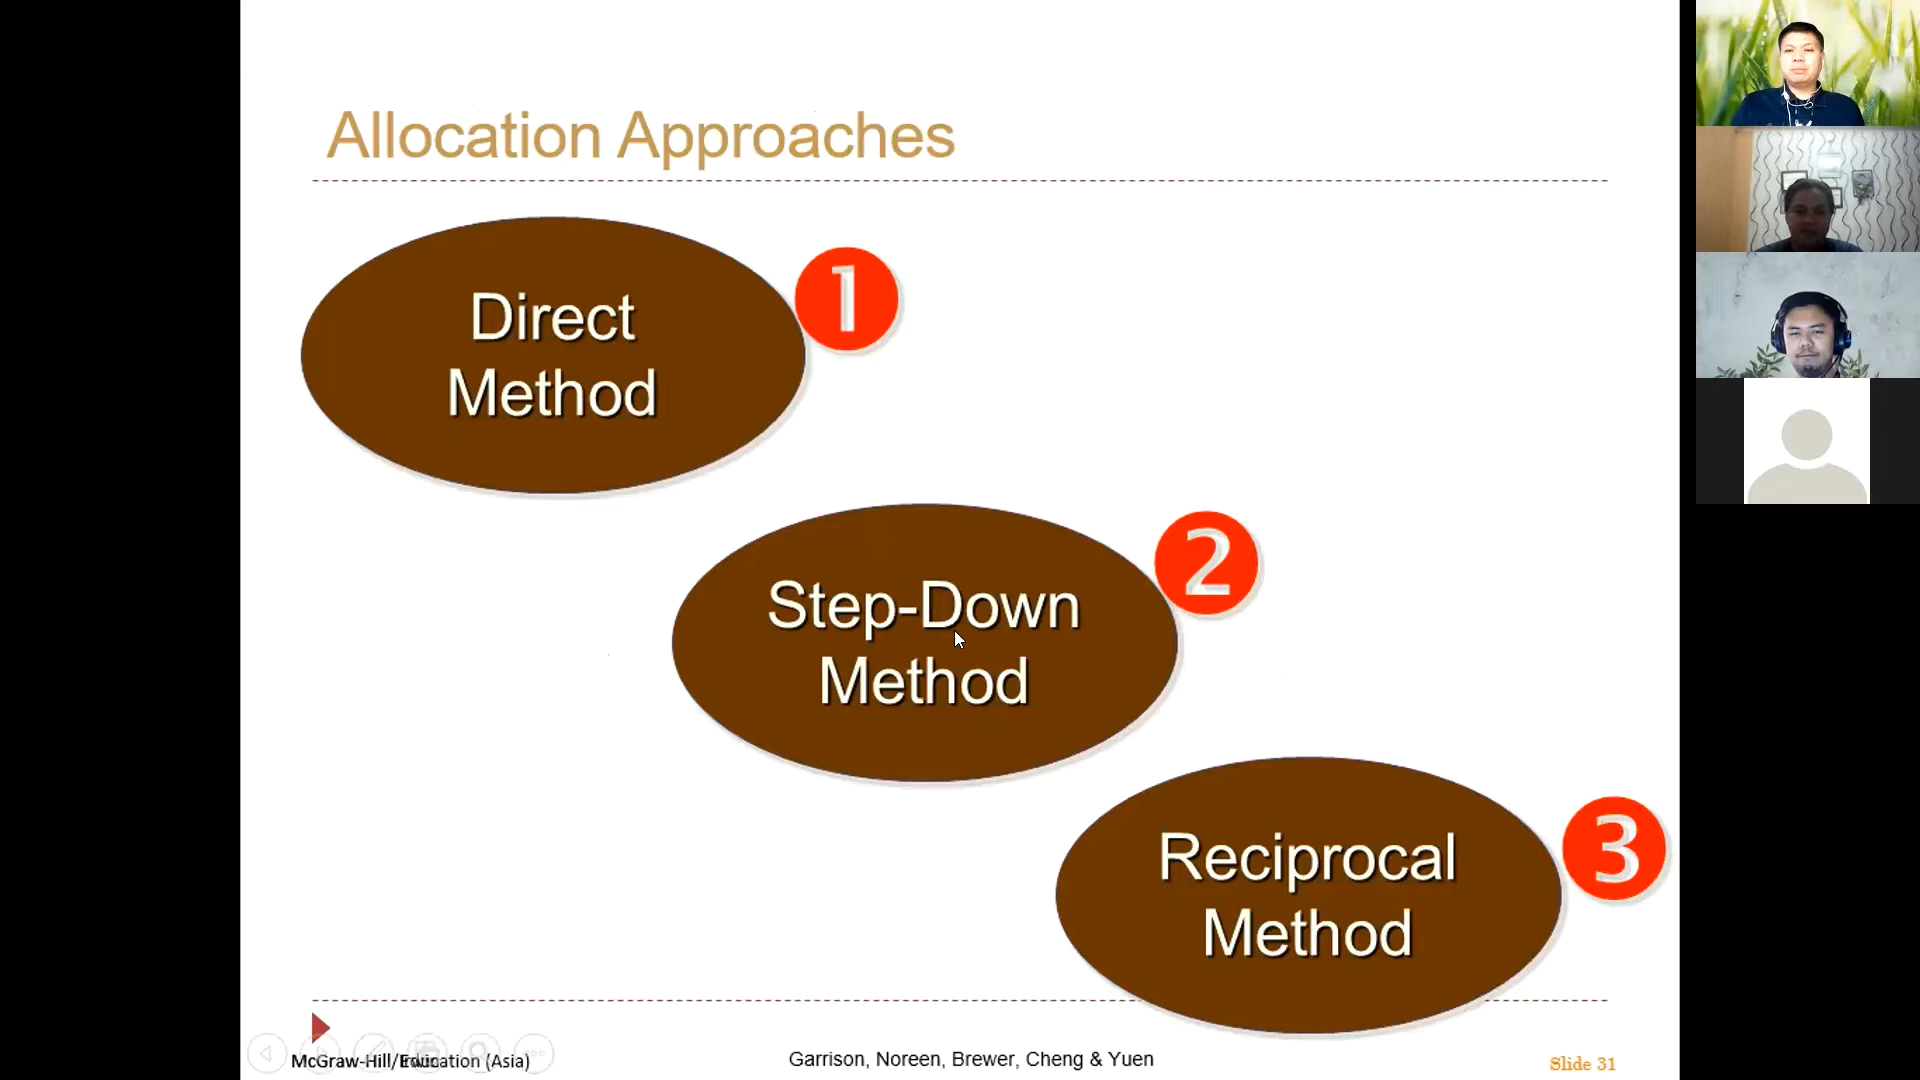 Allocation Approaches
Direct
Method
1
Step-Down
Method
2
Reciprocal
Method
3
McGraw-Hill/Irwin
Education (Asia)
Garrison, Noreen, Brewer, Cheng & Yuen
Slide 31